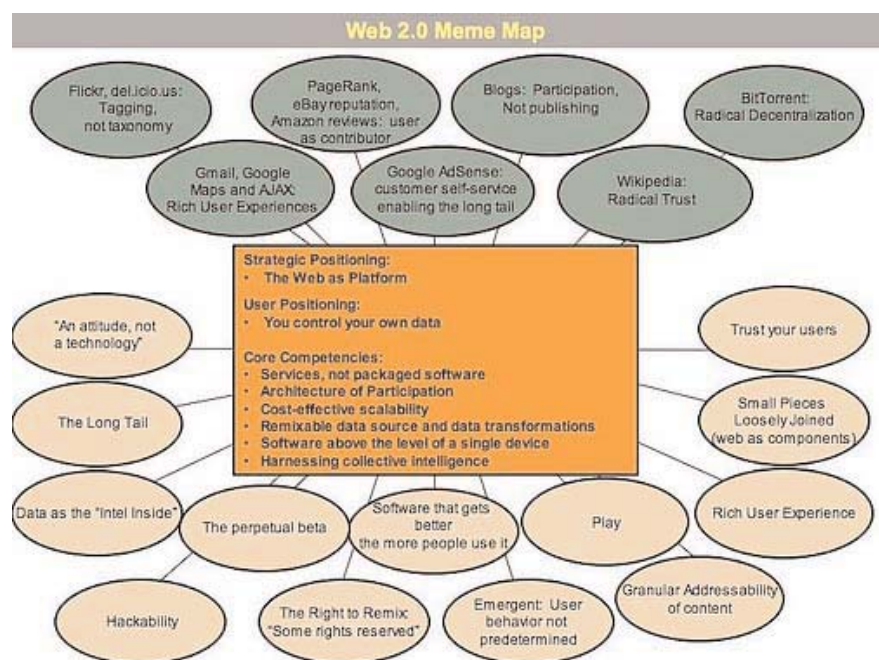 Web 2.0 Meme Map
Flickr, del.icio.us:
Tagging,
not taxonomy
PageRank,
eBay reputation,
Amazon reviews: user
as contributor
Blogs: Participation,
Not publishing
BitTorrent:
Radical Decentralization
Gmail, Google
Maps and AJAX:
Rich User Experiences
Google AdSense:
customer self-service
enabling the long tail
Wikipedia:
Radical Trust
Strategic Positioning:
• The Web as Platform
User Positioning:
• You control your own data
Core Competencies:
• Services, not packaged software
• Architecture of Participation
• Cost-effective scalability
• Remixable data source and data transformations
• Software above the level of a single device
• Harnessing collective intelligence
"An attitude, not
a technology"
Trust your users
The Long Tail
Small Pieces
Loosely Joined
(web as components)
Data as the "Intel Inside"
The perpetual beta
Software that gets
better
the more people use it
Play
Rich User Experience
Hackability
The Right to Remix:
"Some rights reserved"
Emergent: User
behavior not
predetermined
Granular Addressability
of content